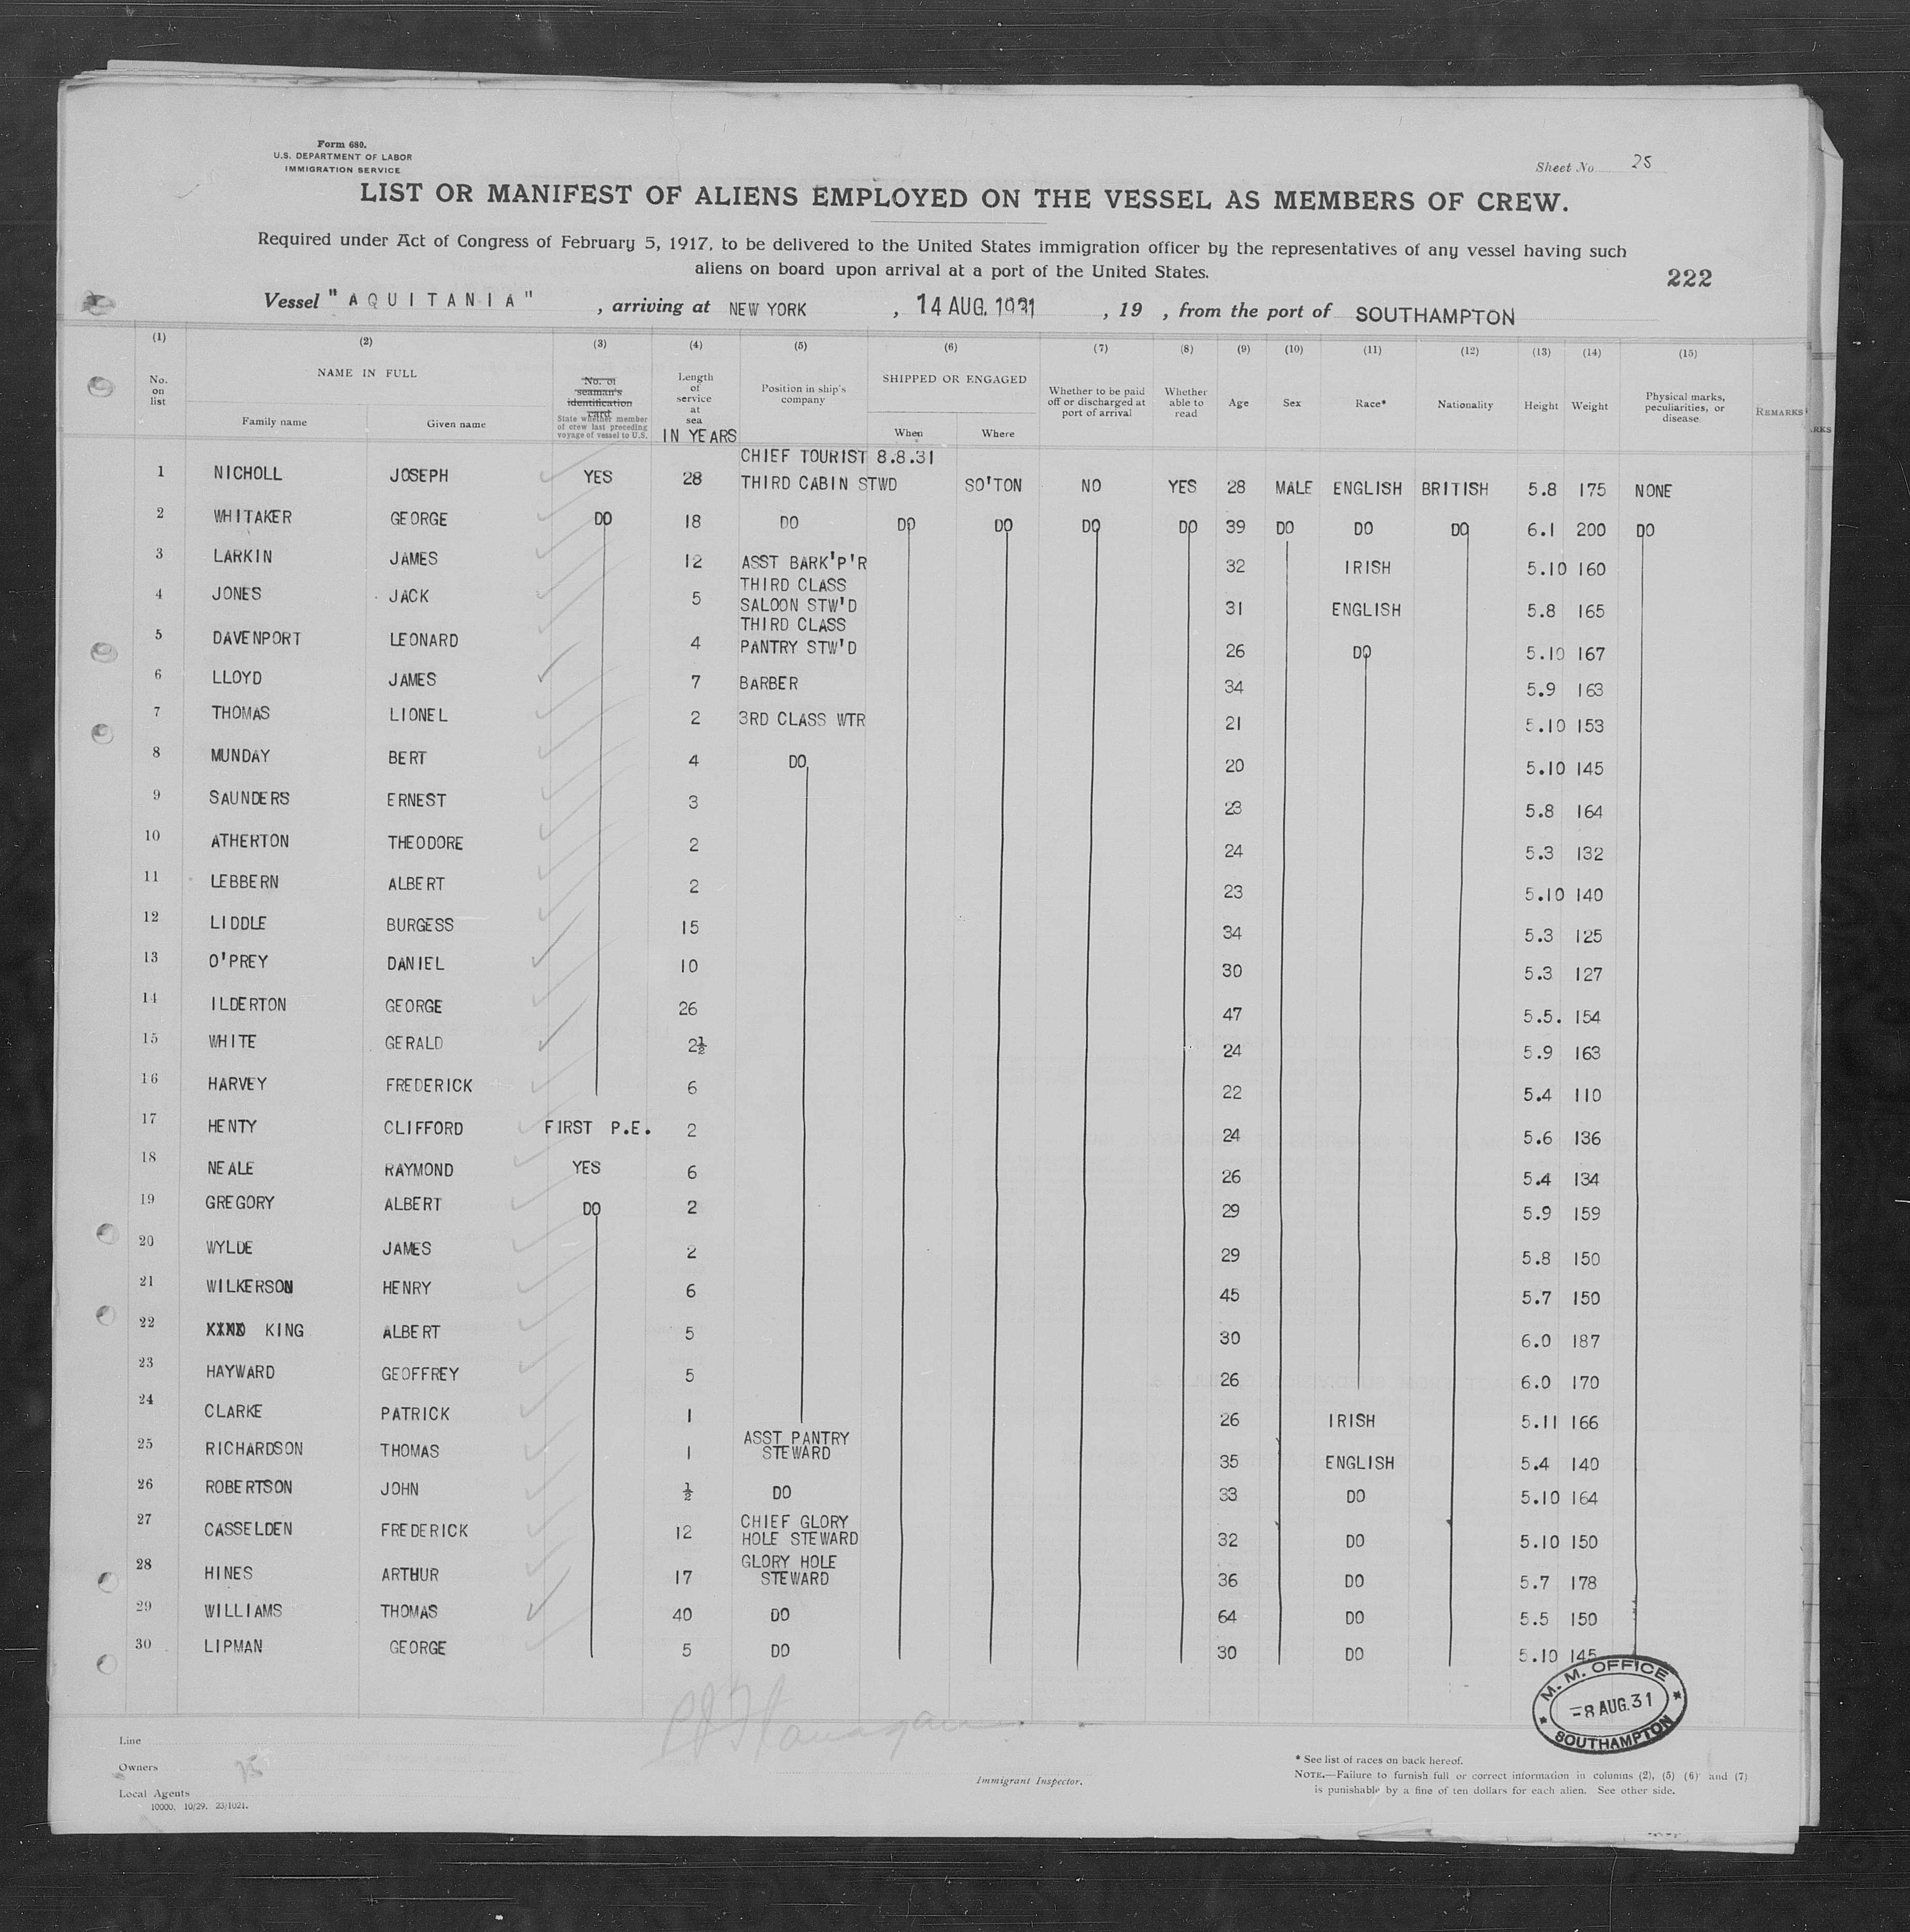 Form 680.
U.S. DEPARTMENT OF LABOR
IMMIGRATION SERVICE
Sheet No. 25
LIST OR MANIFEST OF ALIENS EMPLOYED ON THE VESSEL AS MEMBERS OF CREW.
Required under Act of Congress of February 5, 1917, to be delivered to the United States immigration officer by the representatives of any vessel having such
aliens on board upon arrival at a port of the United States.
222
Vessel "AQUITANIA", arriving at NEW YORK, 14 AUG. 1931, 19 , from the port of SOUTHAMPTON
(1) (2) (3) (4) (5) (6) (7) (8) (9) (10) (11) (12) (13) (14) (15)
No. on list
NAME IN FULL
Family name Given name
No. of seaman's identification card
State whether member of crew last preceding voyage of vessel to U.S.
Length of service at sea
IN YEARS
Position in ship's company
SHIPPED OR ENGAGED
When Where
Whether to be paid off or discharged at port of arrival
Whether able to read
Age Sex Race* Nationality Height Weight
Physical marks, peculiarities, or disease.
REMARKS
RKS
1 NICHOLL JOSEPH YES 28 CHIEF TOURIST THIRD CABIN STWD 8.8.31 SO'TON NO YES 28 MALE ENGLISH BRITISH 5.8 175 NONE
2 WHITAKER GEORGE DO 18 DO DO DO DO DO 39 DO DO DO 6.1 200 DO
3 LARKIN JAMES 12 ASST BARK'P'R 32 IRISH 5.10 160
4 JONES JACK 5 THIRD CLASS SALOON STW'D 31 ENGLISH 5.8 165
5 DAVENPORT LEONARD 4 THIRD CLASS PANTRY STW'D 26 DO 5.10 167
6 LLOYD JAMES 7 BARBER 34 5.9 163
7 THOMAS LIONEL 2 3RD CLASS WTR 21 5.10 153
8 MUNDAY BERT 4 DO 20 5.10 145
9 SAUNDERS ERNEST 3 23 5.8 164
10 ATHERTON THEODORE 2 24 5.3 132
11 LEBBERN ALBERT 2 23 5.10 140
12 LIDDLE BURGESS 15 34 5.3 125
13 O'PREY DANIEL 10 30 5.3 127
14 ILDERTON GEORGE 26 47 5.5. 154
15 WHITE GERALD 2½ 24 5.9 163
16 HARVEY FREDERICK 6 22 5.4 110
17 HENTY CLIFFORD FIRST P.E. 2 24 5.6 136
18 NEALE RAYMOND YES 6 26 5.4 134
19 GREGORY ALBERT DO 2 29 5.9 159
20 WYLDE JAMES 2 29 5.8 150
21 WILKERSON HENRY 6 45 5.7 150
22 XXXX KING ALBERT 5 30 6.0 187
23 HAYWARD GEOFFREY 5 26 6.0 170
24 CLARKE PATRICK 1 26 IRISH 5.11 166
25 RICHARDSON THOMAS 1 ASST PANTRY STEWARD 35 ENGLISH 5.4 140
26 ROBERTSON JOHN ½ DO 33 DO 5.10 164
27 CASSELDEN FREDERICK 12 CHIEF GLORY HOLE STEWARD 32 DO 5.10 150
28 HINES ARTHUR 17 GLORY HOLE STEWARD 36 DO 5.7 178
29 WILLIAMS THOMAS 40 DO 64 DO 5.5 150
30 LIPMAN GEORGE 5 DO 30 DO 5.10 145
M. M. OFFICE
-8 AUG.31
SOUTHAMPTON
Line
Owners
Local Agents
10000, 10/29. 23/1021.
Immigrant Inspector.
* See list of races on back hereof.
NOTE.—Failure to furnish full or correct information in columns (2), (5) (6) and (7)
is punishable by a fine of ten dollars for each alien. See other side.